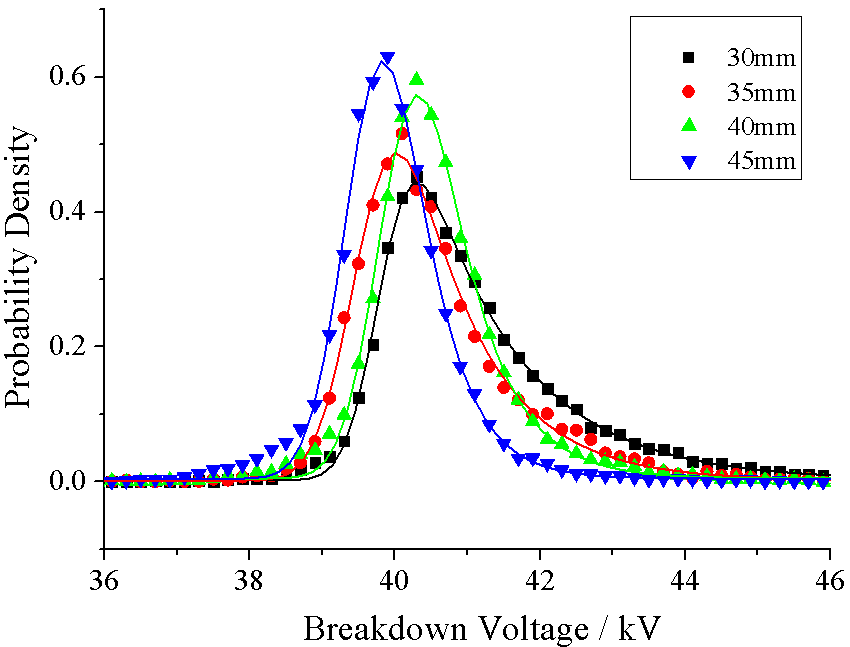 30mm
35mm
40mm
45mm
0.6
0.4
0.2
0.0
Probability Density
36 38 40 42 44 46
Breakdown Voltage / kV